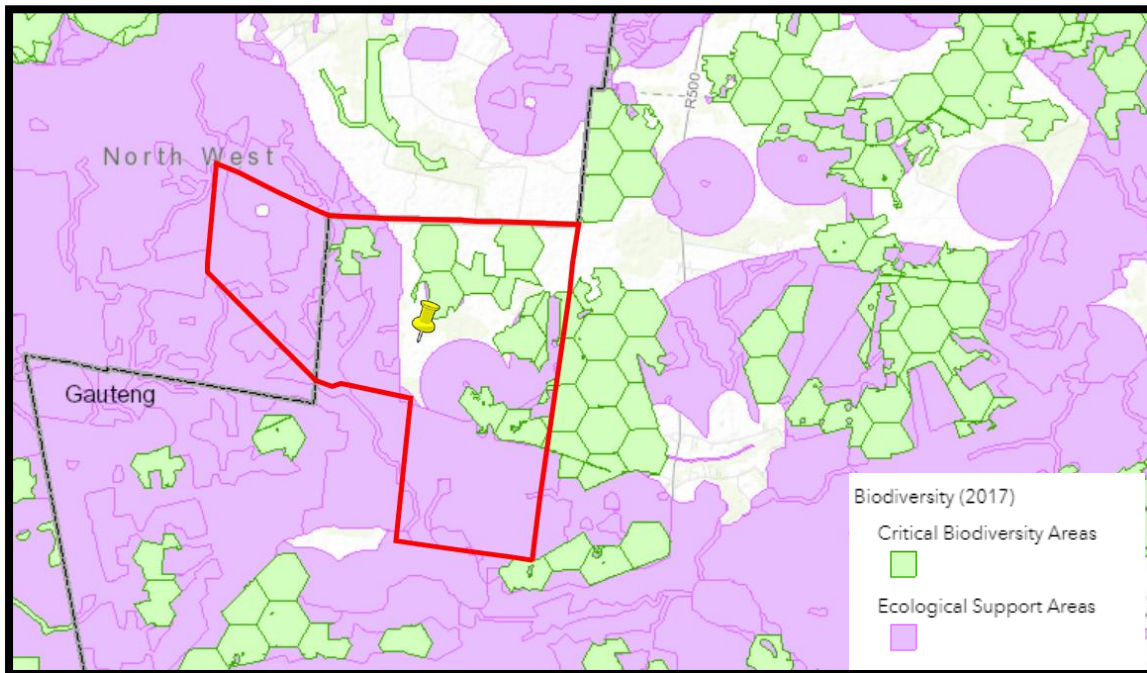 R500
North West
Gauteng
Biodiversity (2017)
Critical Biodiversity Areas
Ecological Support Areas